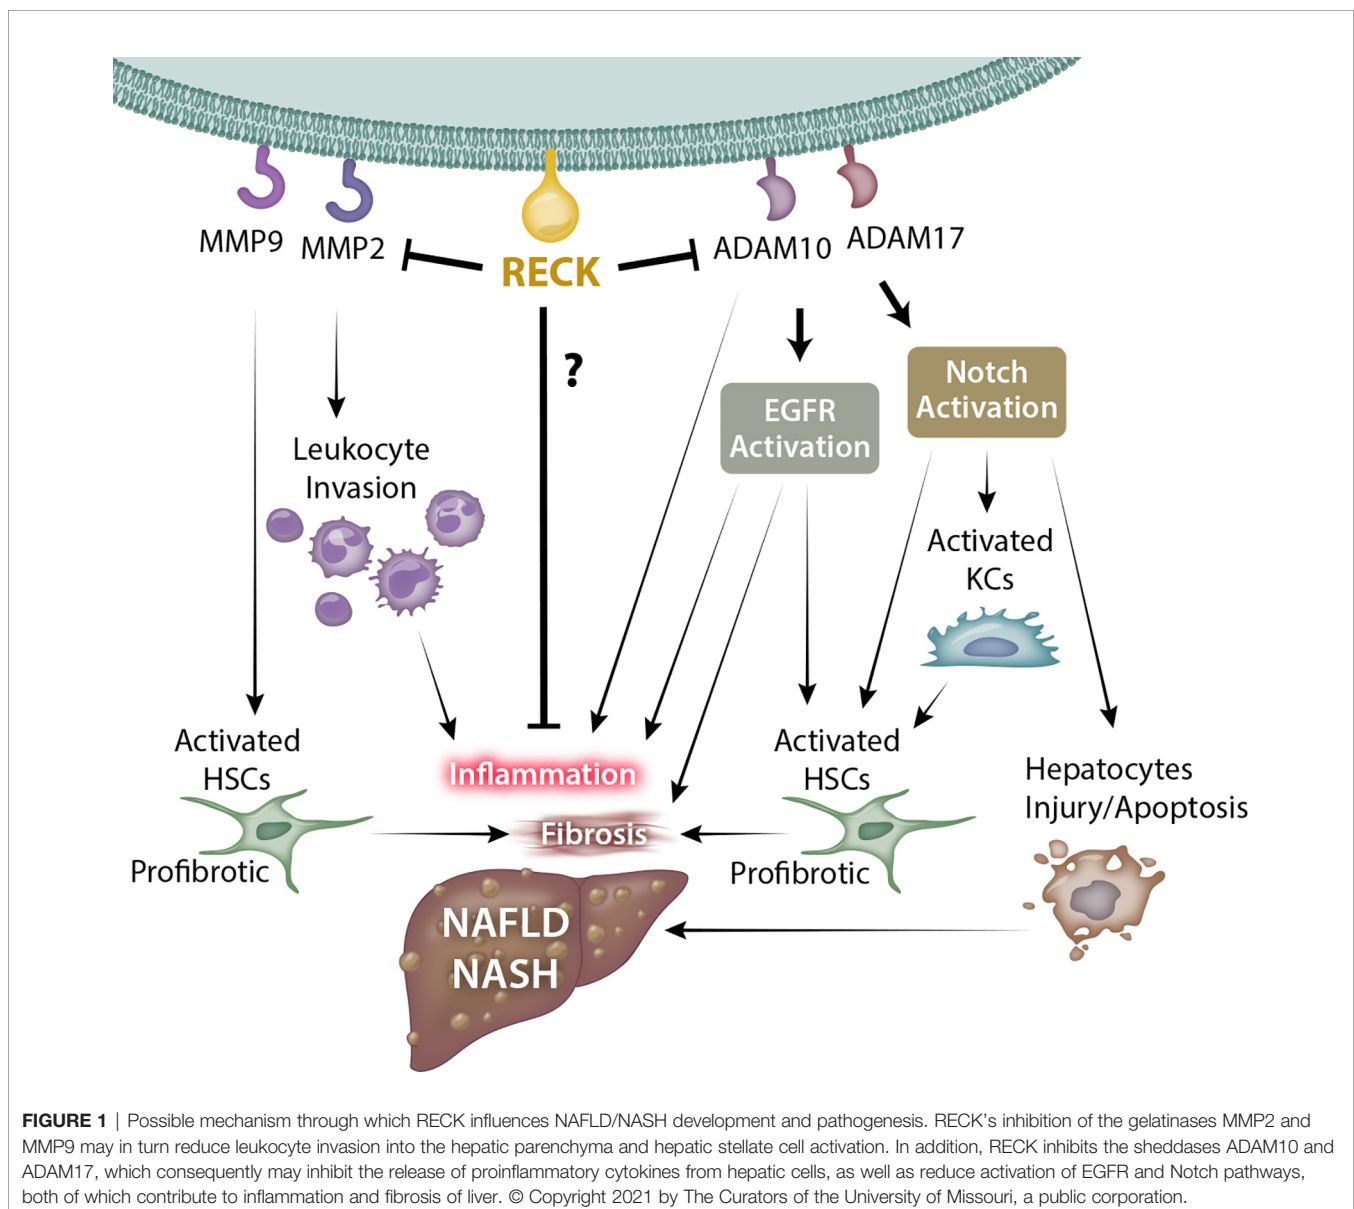 MMP9
MMP2
RECK
ADAM10
ADAM17
?
Notch
Activation
EGFR
Activation
Leukocyte
Invasion
Activated
KCs
Activated
HSCs
Inflammation
Activated
HSCs
Hepatocytes
Injury/Apoptosis
Fibrosis
Profibrotic
Profibrotic
NAFLD
NASH
FIGURE 1 | Possible mechanism through which RECK influences NAFLD/NASH development and pathogenesis. RECK's inhibition of the gelatinases MMP2 and
MMP9 may in turn reduce leukocyte invasion into the hepatic parenchyma and hepatic stellate cell activation. In addition, RECK inhibits the sheddases ADAM10 and
ADAM17, which consequently may inhibit the release of proinflammatory cytokines from hepatic cells, as well as reduce activation of EGFR and Notch pathways,
both of which contribute to inflammation and fibrosis of liver. © Copyright 2021 by The Curators of the University of Missouri, a public corporation.